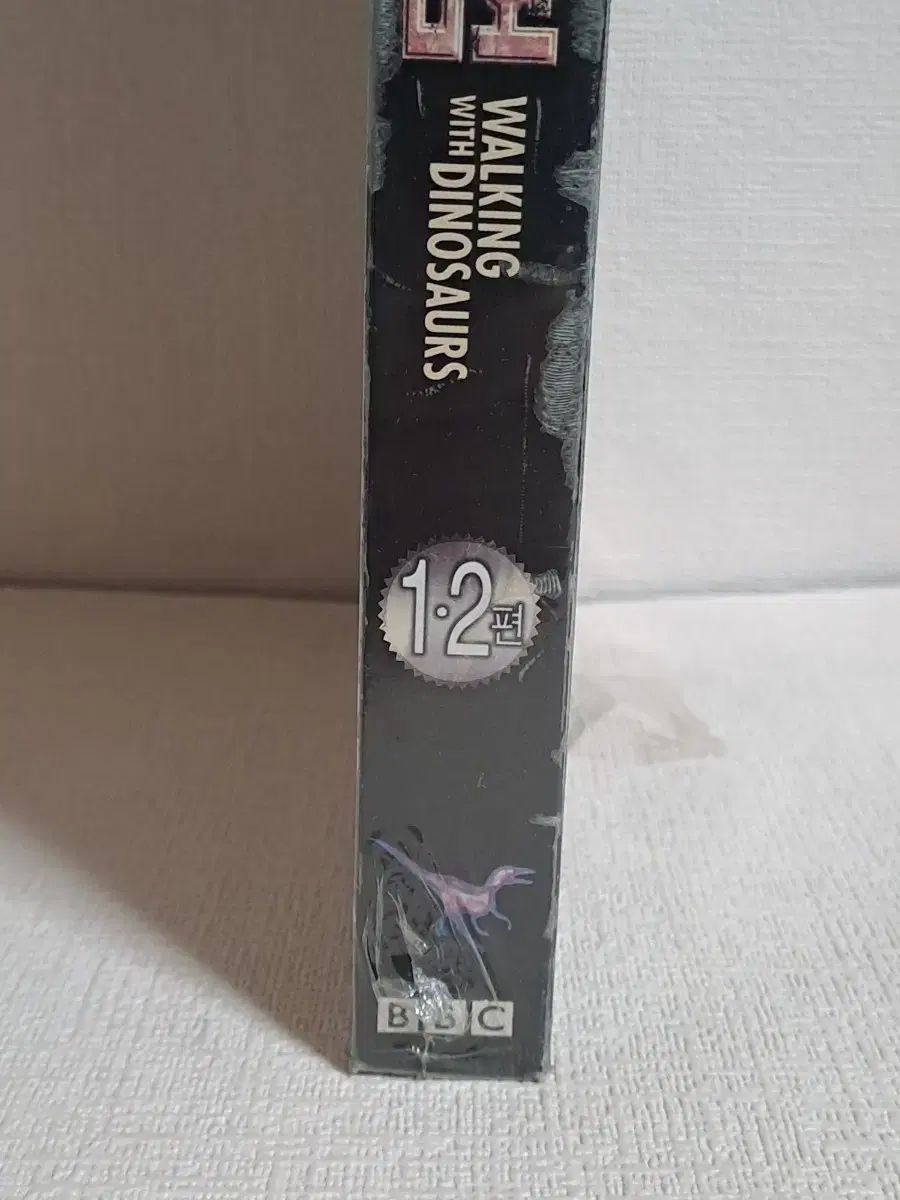 WALKING
WITH DINOSAURS
1·2편
BBC